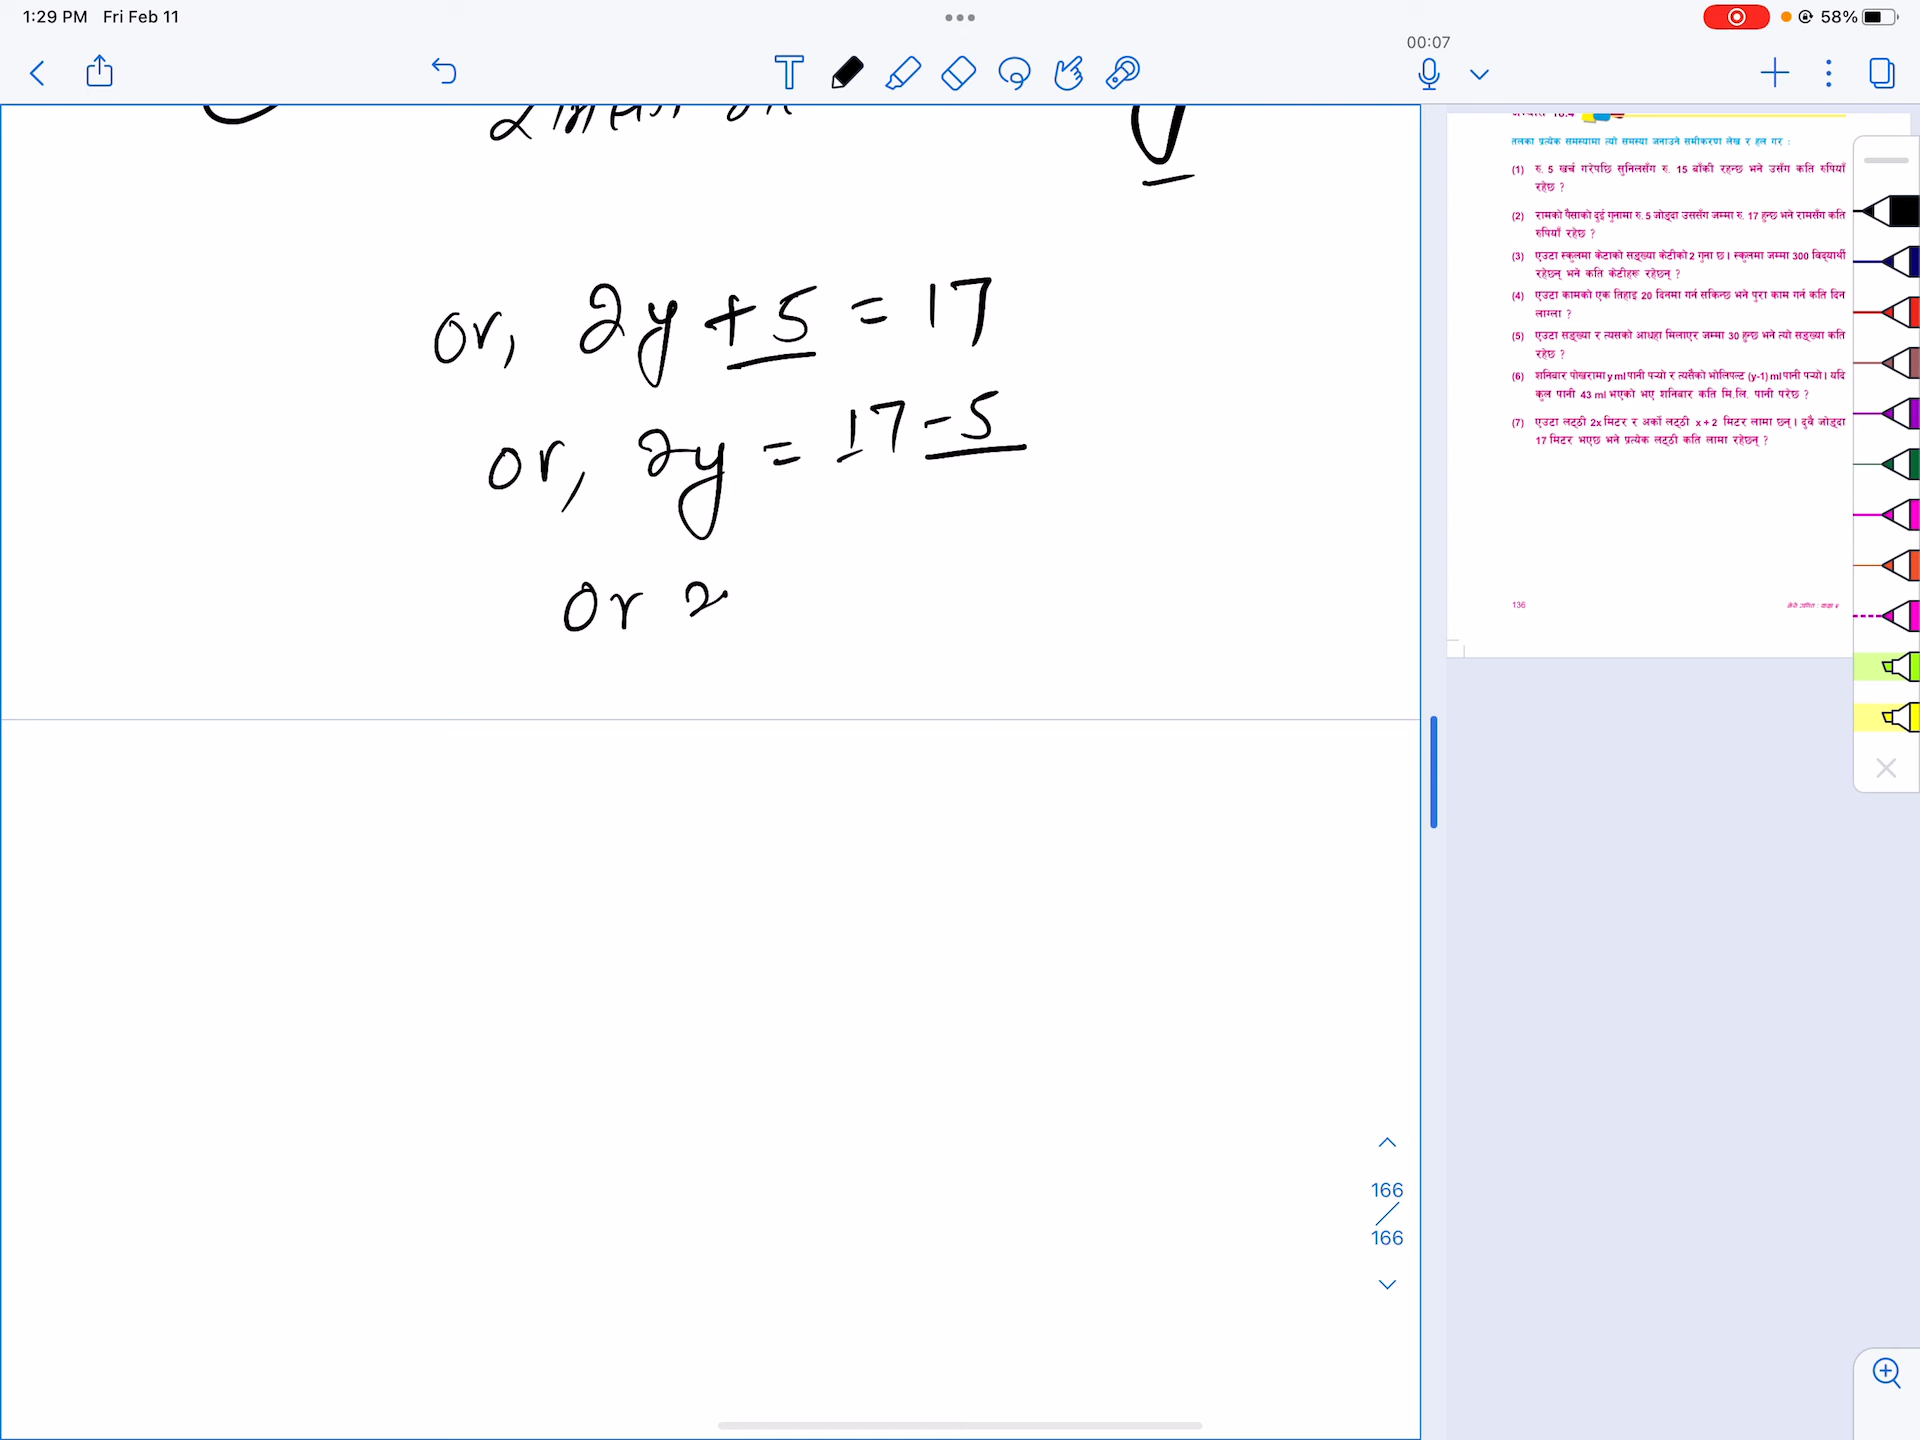 1:29 PM Fri Feb 11
58%
00:07
or, 2y + 5 = 17
or, 2y = 17 - 5
or 2
166
166
तलका प्रत्येक समस्यामा त्यो समस्या जनाउने समीकरण लेख र हल गर :
(1) रु. 5 खर्च गरेपछि सुनिलसँग रु. 15 बाँकी रहन्छ भने उसँग कति रुपियाँ
रहेछ ?
(2) रामको पैसाको दुई गुनामा रु. 5 जोड्दा उससँग जम्मा रु. 17 हुन्छ भने रामसँग कति
रुपियाँ रहेछ ?
(3) एउटा स्कुलमा केटाको सङ्ख्या केटीको 2 गुना छ। स्कुलमा जम्मा 300 विद्यार्थी
रहेछन् भने कति केटीहरू रहेछन् ?
(4) एउटा कामको एक तिहाइ 20 दिनमा गर्न सकिन्छ भने पुरा काम गर्न कति दिन
लाग्ला ?
(5) एउटा सङ्ख्या र त्यसको आधहा मिलाएर जम्मा 30 हुन्छ भने त्यो सङ्ख्या कति
रहेछ ?
(6) शनिबार पोखरामा y ml पानी पऱ्यो र त्यसैको भोलिपल्ट (y-1) ml पानी पऱ्यो। यदि
कुल पानी 43 ml भएको भए शनिबार कति मि.लि. पानी परेछ ?
(7) एउटा लट्ठी 2x मिटर र अर्को लट्ठी x + 2 मिटर लामा छन्। दुवै जोड्दा
17 मिटर भएछ भने प्रत्येक लट्ठी कति लामा रहेछन् ?
136